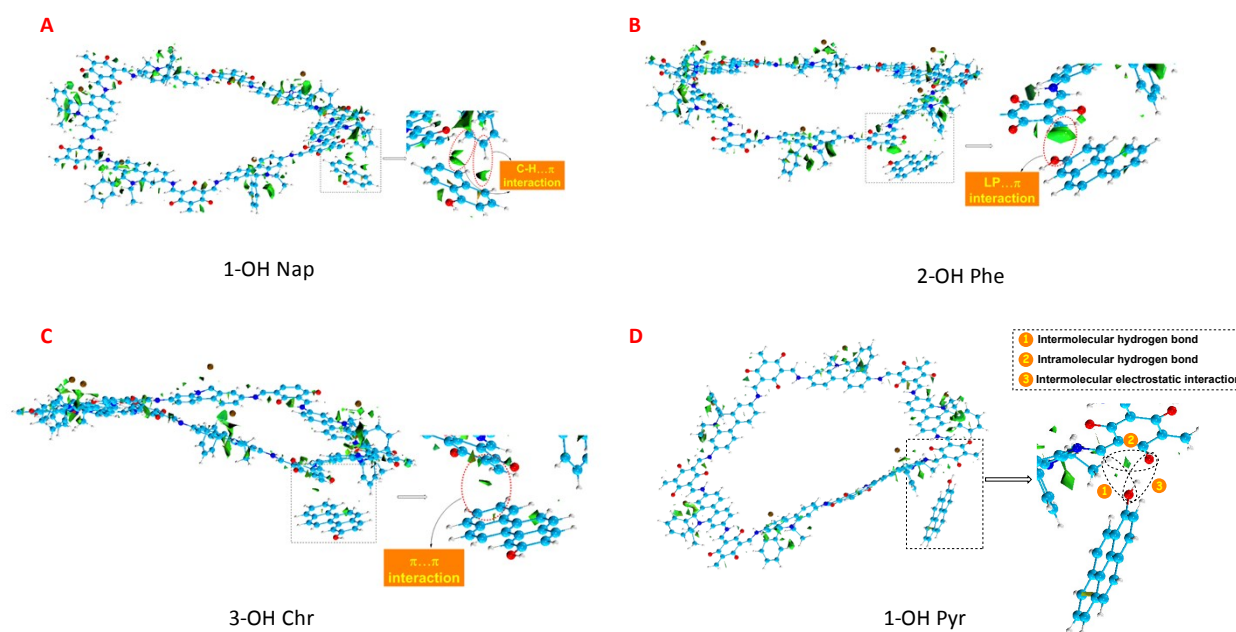 A
C-H...π
interaction
1-OH Nap
B
LP...π
interaction
2-OH Phe
C
π...π
interaction
3-OH Chr
D
1 Intermolecular hydrogen bond
2 Intramolecular hydrogen bond
3 Intermolecular electrostatic interaction
2
1
3
1-OH Pyr